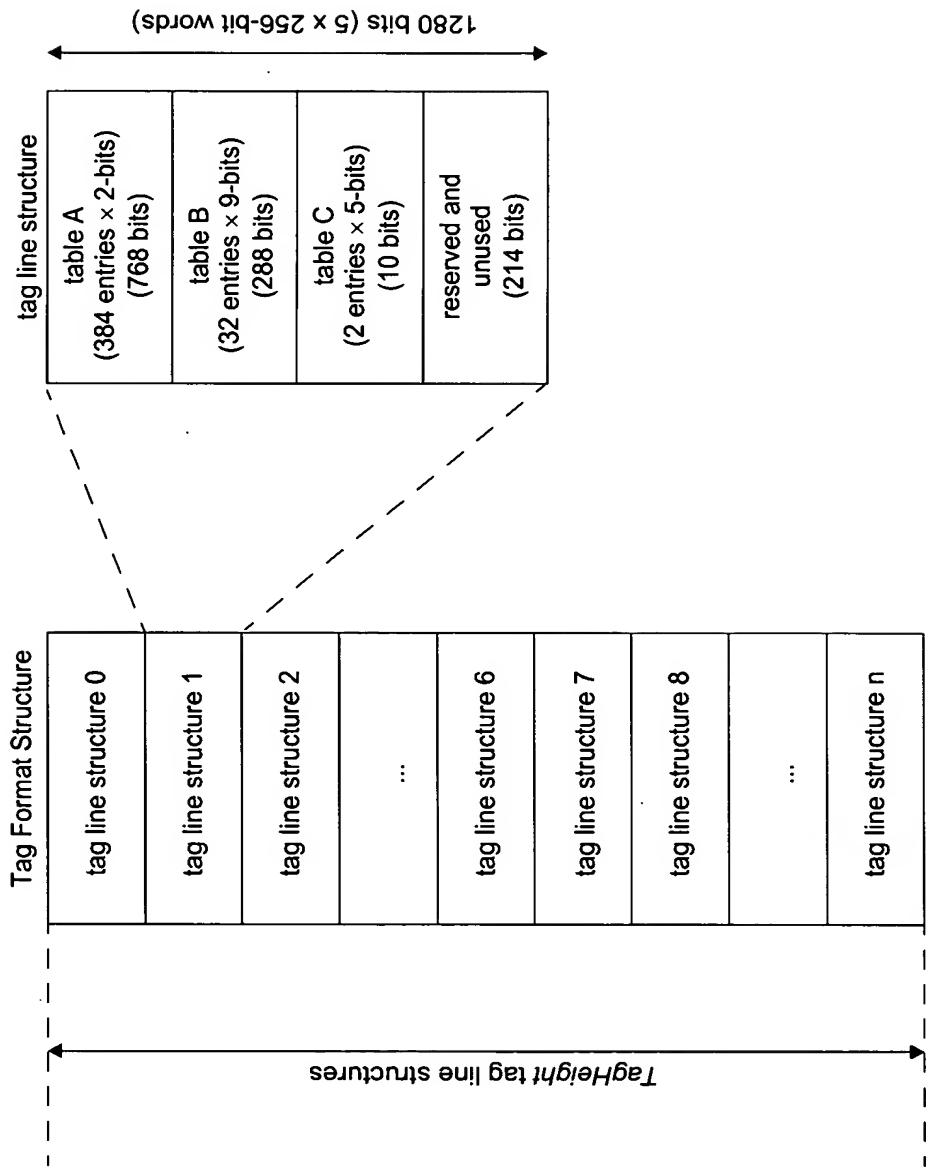 Tag Format Structure
tag line structure 0
tag line structure 1
tag line structure 2
...
tag line structure 6
tag line structure 7
tag line structure 8
...
tag line structure n
TagHeight tag line structures
tag line structure
table A
(384 entries × 2-bits)
(768 bits)
table B
(32 entries × 9-bits)
(288 bits)
table C
(2 entries × 5-bits)
(10 bits)
reserved and
unused
(214 bits)
1280 bits (5 x 256-bit words)